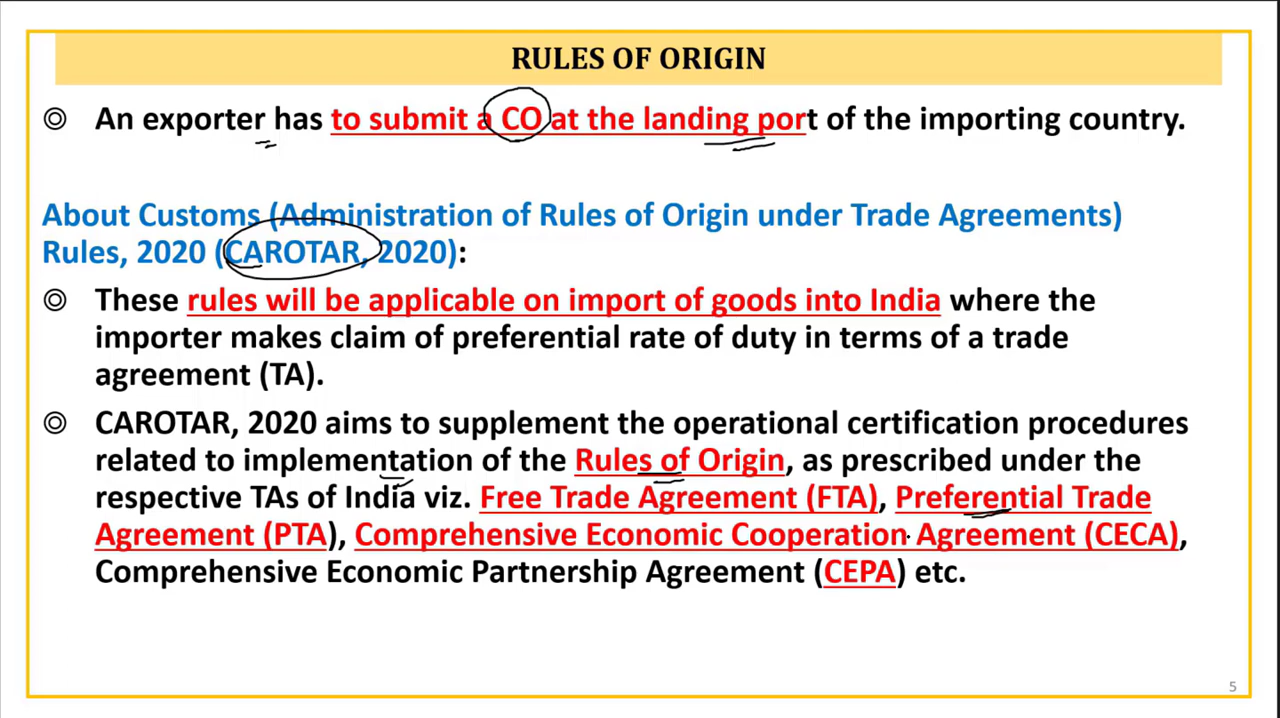 RULES OF ORIGIN
◎ An exporter has to submit a CO at the landing port of the importing country.
About Customs (Administration of Rules of Origin under Trade Agreements)
Rules, 2020 (CAROTAR, 2020):
◎ These rules will be applicable on import of goods into India where the
importer makes claim of preferential rate of duty in terms of a trade
agreement (TA).
◎ CAROTAR, 2020 aims to supplement the operational certification procedures
related to implementation of the Rules of Origin, as prescribed under the
respective TAs of India viz. Free Trade Agreement (FTA), Preferential Trade
Agreement (PTA), Comprehensive Economic Cooperation Agreement (CECA),
Comprehensive Economic Partnership Agreement (CEPA) etc.
5